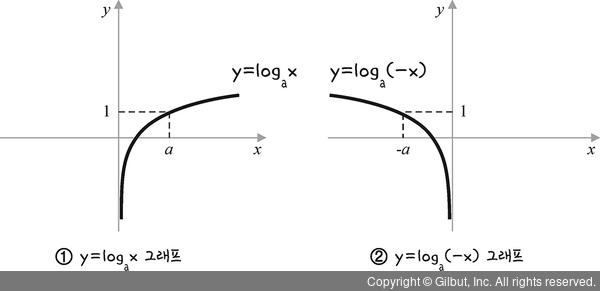 y
y
y=logₐx
y=logₐ(−x)
1
1
a
x
-a
x
① y=logₐx 그래프
② y=logₐ(−x) 그래프
Copyright © Gilbut, Inc. All rights reserved.